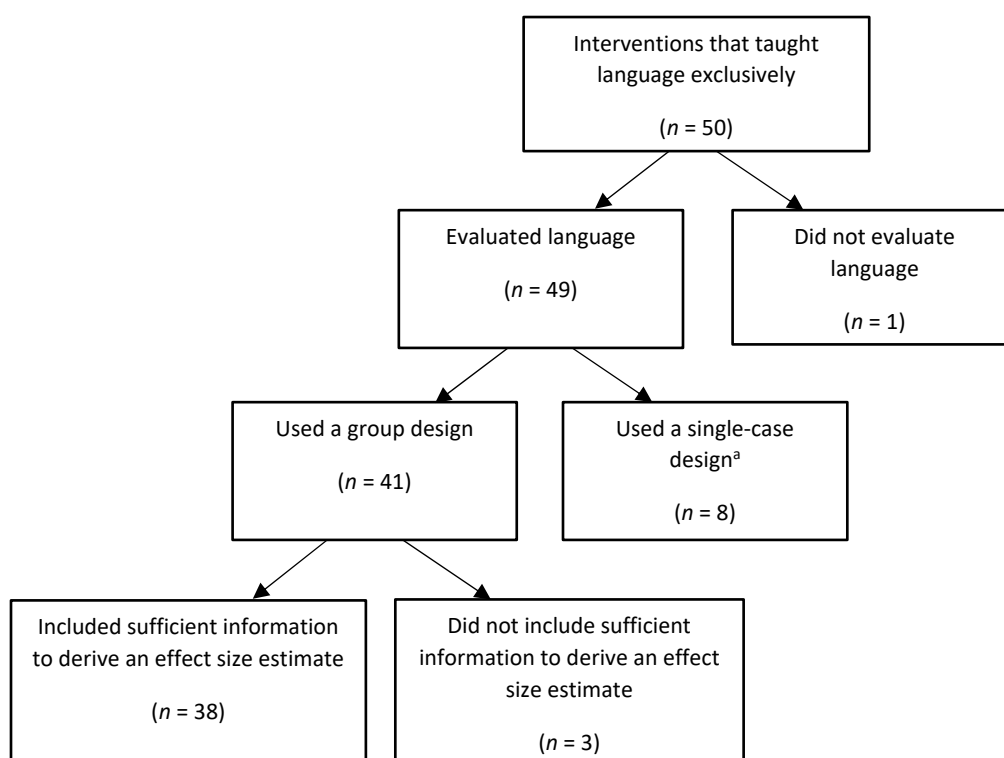 Interventions that taught
language exclusively
(n = 50)
Evaluated language
(n = 49)
Did not evaluate
language
(n = 1)
Used a group design
(n = 41)
Used a single-case
designᵃ
(n = 8)
Included sufficient information
to derive an effect size estimate
(n = 38)
Did not include sufficient
information to derive an effect
size estimate
(n = 3)